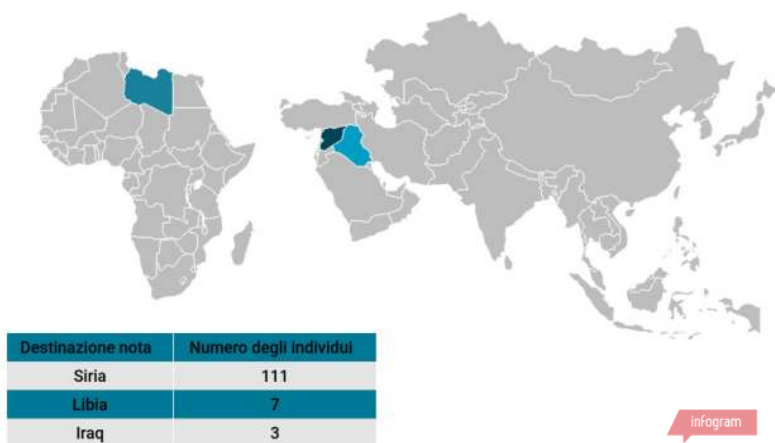 Destinazione nota Numero degli individui
Siria 111
Libia 7
Iraq 3
infogram